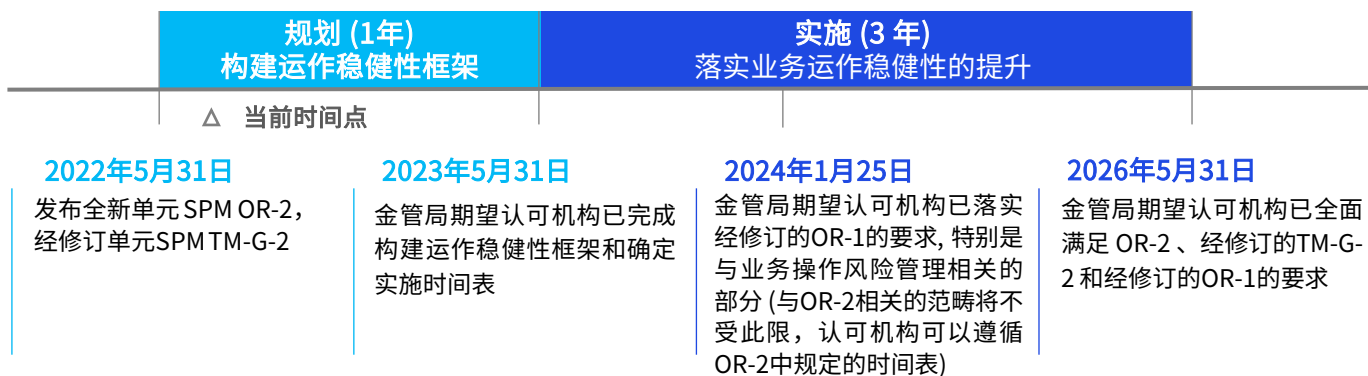 规划 (1年)
构建运作稳健性框架
实施 (3 年)
落实业务运作稳健性的提升
△ 当前时间点
2022年5月31日
发布全新单元 SPM OR-2，
经修订单元SPM TM-G-2
2023年5月31日
金管局期望认可机构已完成
构建运作稳健性框架和确定
实施时间表
2024年1月25日
金管局期望认可机构已落实
经修订的OR-1的要求, 特别是
与业务操作风险管理相关的
部分 (与OR-2相关的范畴将不
受此限，认可机构可以遵循
OR-2中规定的时间表)
2026年5月31日
金管局期望认可机构已全面
满足 OR-2 、经修订的TM-G-
2 和经修订的OR-1的要求